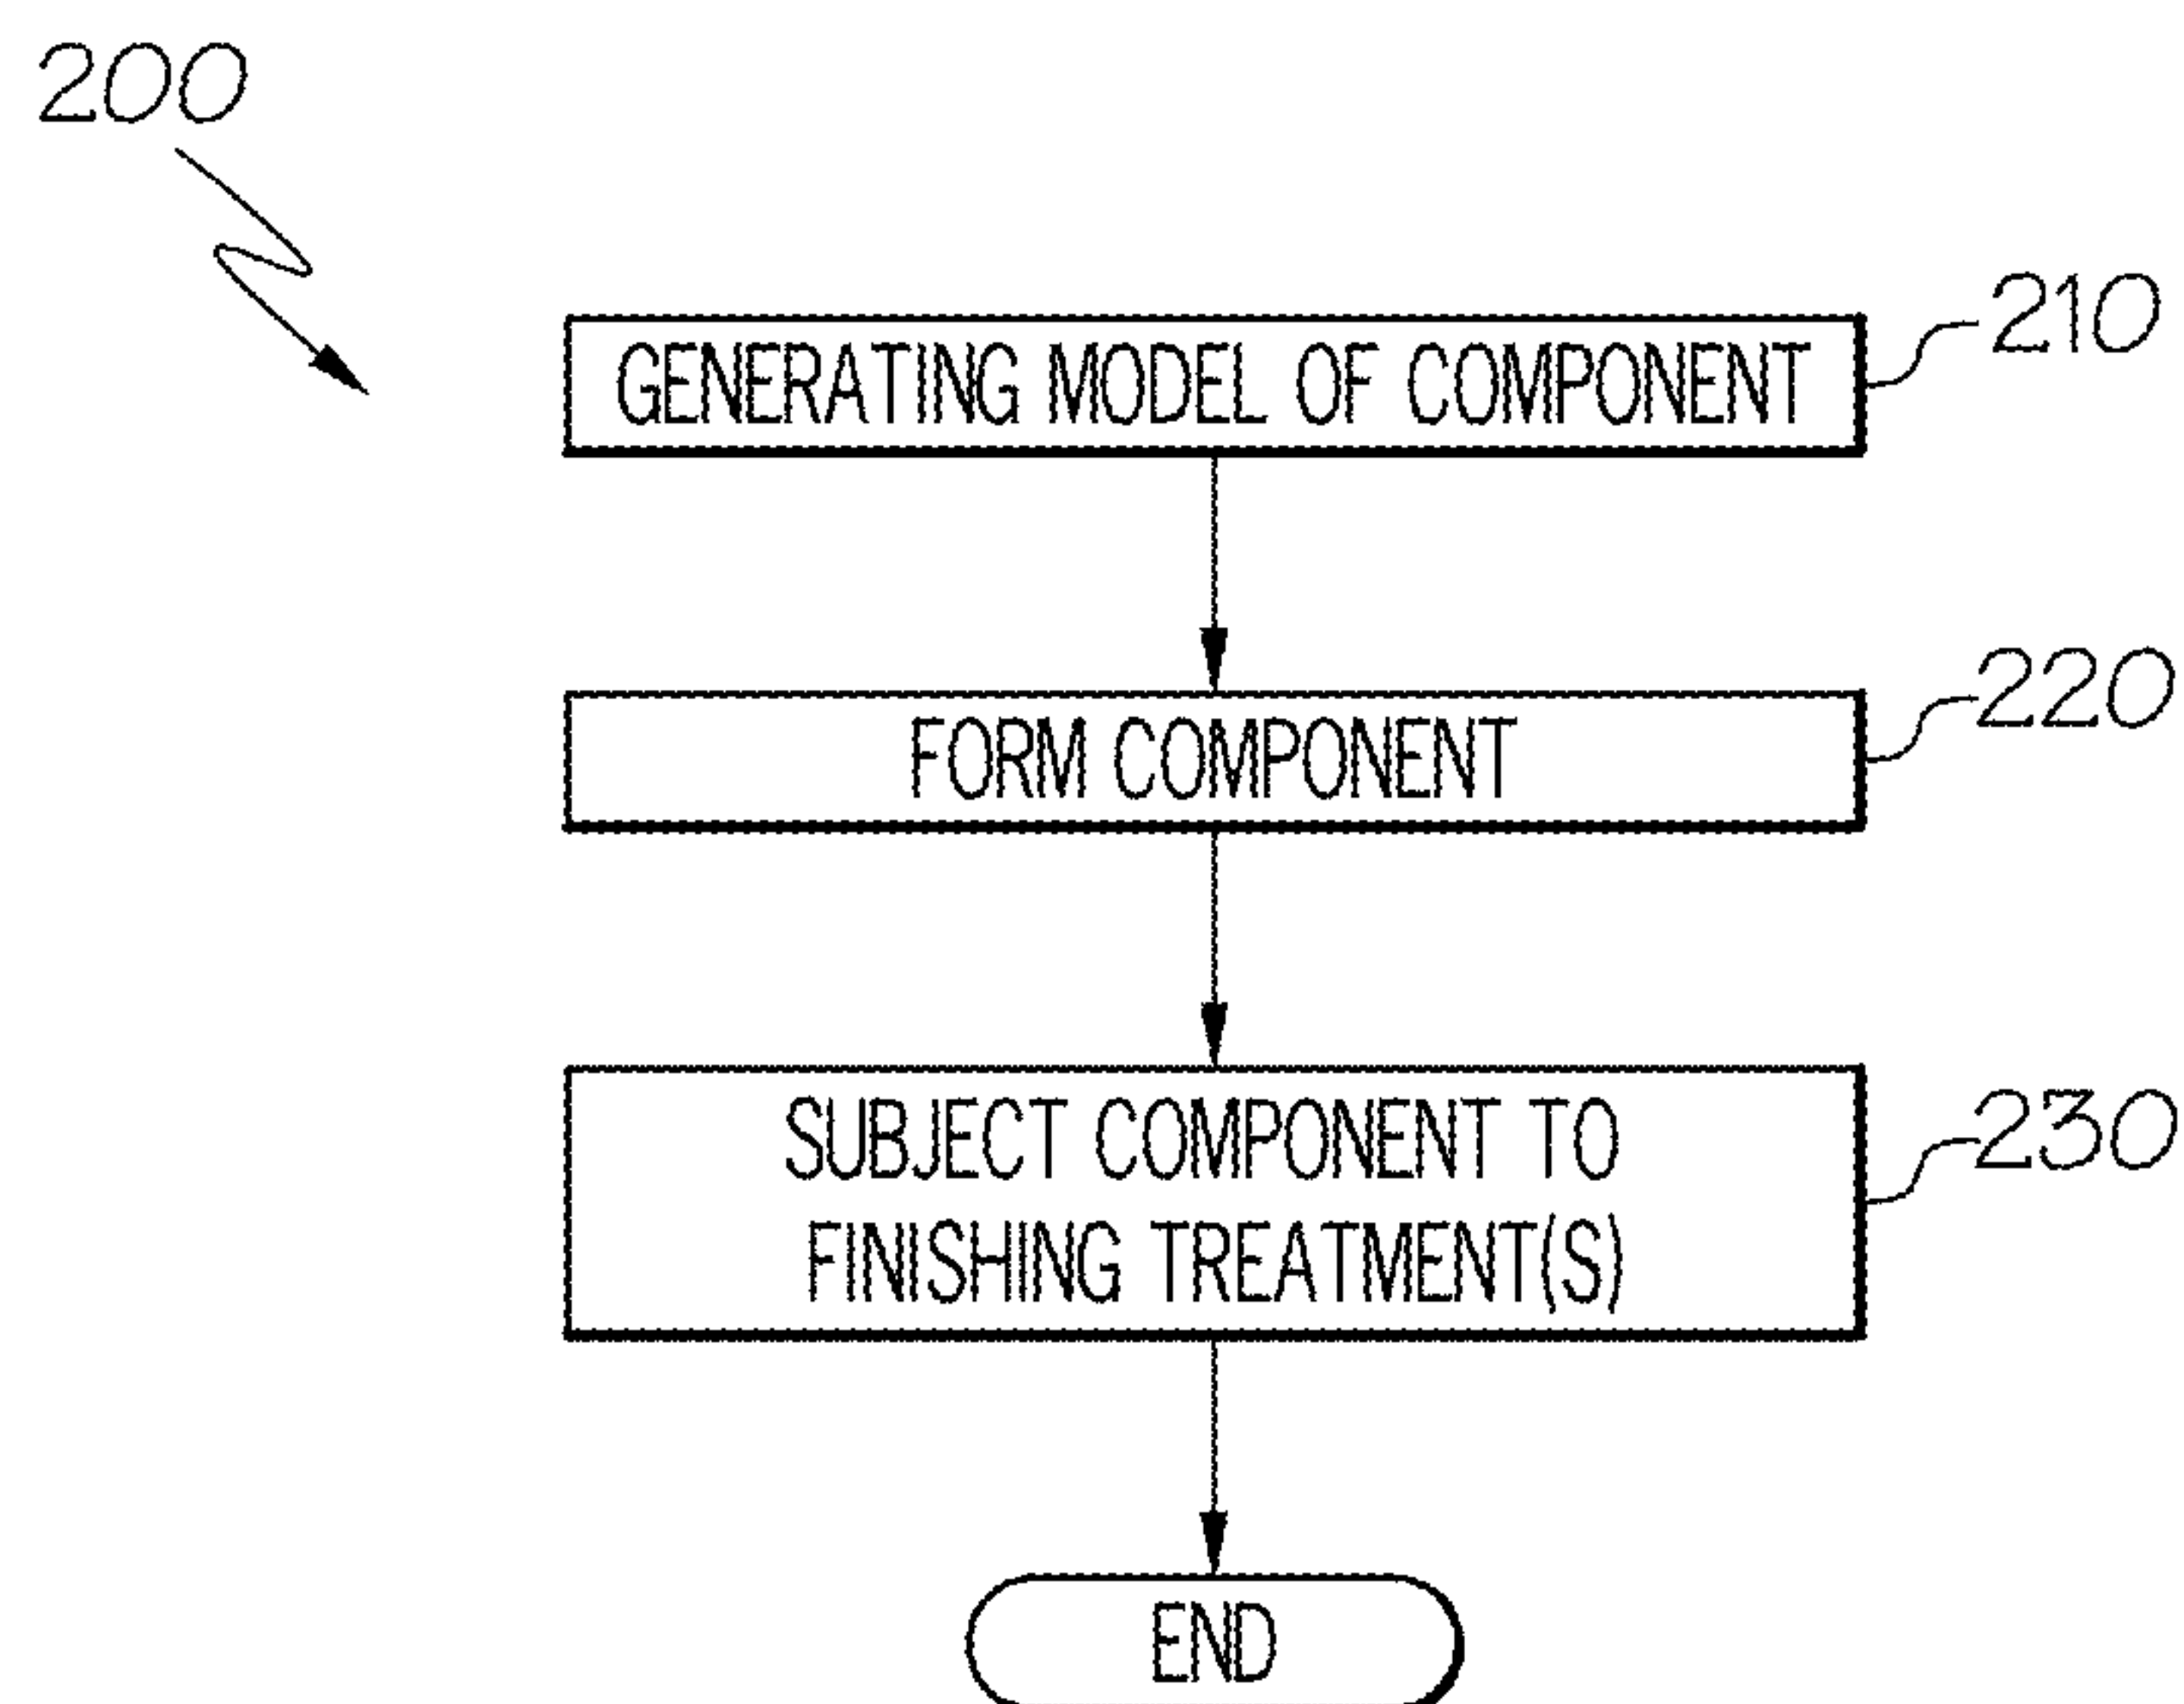 200
GENERATING MODEL OF COMPONENT
210
FORM COMPONENT
220
SUBJECT COMPONENT TO
FINISHING TREATMENT(S)
230
END